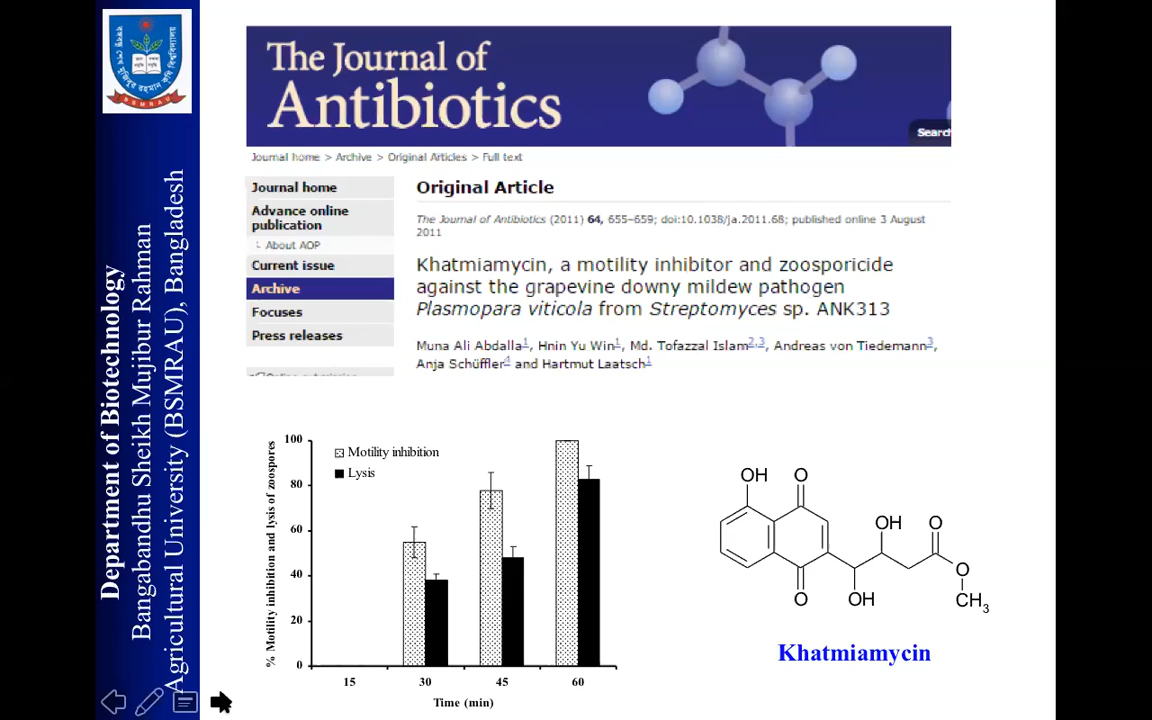 Department of Biotechnology
Bangabandhu Sheikh Mujibur Rahman
Agricultural University (BSMRAU), Bangladesh
BSMRAU
The Journal of
Antibiotics
Search
Journal home > Archive > Original Articles > Full text
Journal home
Advance online
publication
About AOP
Current issue
Archive
Focuses
Press releases
Original Article
The Journal of Antibiotics (2011) 64, 655–659; doi:10.1038/ja.2011.68; published online 3 August
2011
Khatmiamycin, a motility inhibitor and zoosporicide
against the grapevine downy mildew pathogen
Plasmopara viticola from Streptomyces sp. ANK313
Muna Ali Abdalla1, Hnin Yu Win1, Md. Tofazzal Islam2,3, Andreas von Tiedemann3,
Anja Schüffler4 and Hartmut Laatsch1
% Motility inhibition and lysis of zoospores
100
80
60
40
20
0
Motility inhibition
Lysis
15 30 45 60
Time (min)
OH O
OH O
O
O OH CH3
Khatmiamycin